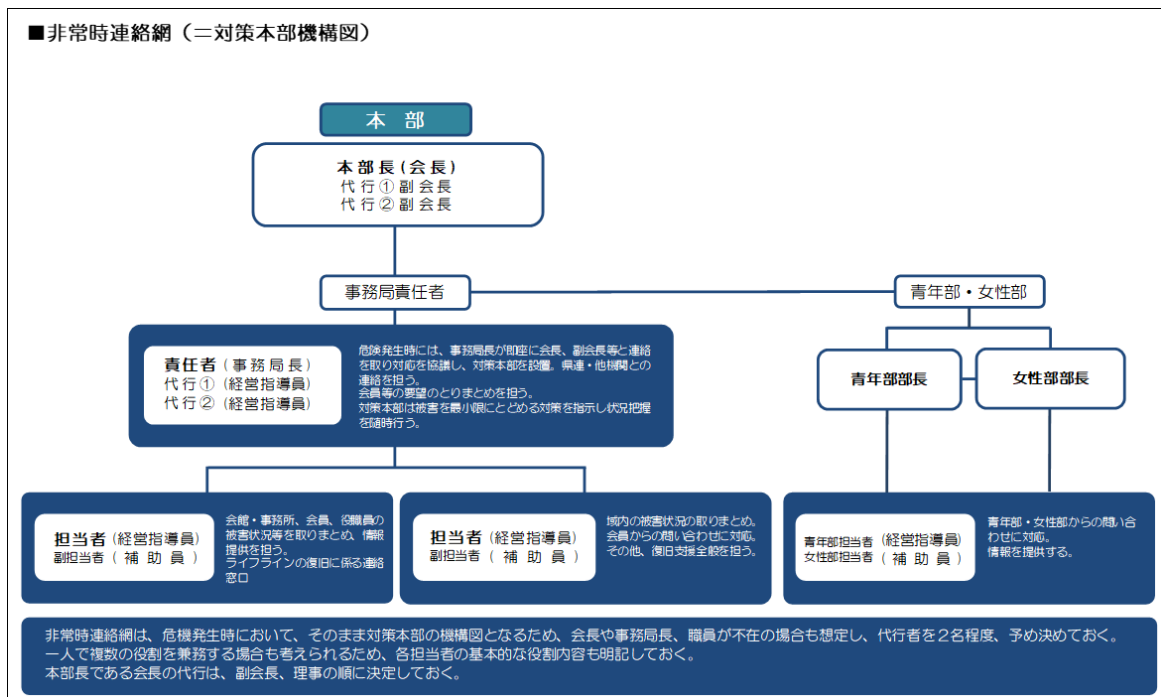 ■非常時連絡網（＝対策本部機構図）
本 部
本部長(会長)
代行①副会長
代行②副会長
事務局責任者
青年部・女性部
責任者(事務局長)
代行①(経営指導員)
代行②(経営指導員)
危険発生時には、事務局長が即座に会長、副会長等と連絡
を取り対応を協議し、対策本部を設置。県連・他機関との
連絡を担う。
会員等の要望のとりまとめを担う。
対策本部は被害を最小限にとどめる対策を指示し状況把握
を随時行う。
青年部部長
女性部部長
担当者(経営指導員)
副担当者(補助員)
会館・事務所、会員、役職員の
被害状況等を取りまとめ、情報
提供を担う。
ライフラインの復旧に係る連絡
窓口
担当者(経営指導員)
副担当者(補助員)
域内の被害状況の取りまとめ。
会員からの問い合わせに対応。
その他、復旧支援全般を担う。
青年部担当者(経営指導員)
女性部担当者(補助員)
青年部・女性部からの問い合
わせに対応。
情報を提供する。
非常時連絡網は、危機発生時において、そのまま対策本部の機構図となるため、会長や事務局長、職員が不在の場合も想定し、代行者を２名程度、予め決めておく。
一人で複数の役割を兼務する場合も考えられるため、各担当者の基本的な役割内容も明記しておく。
本部長である会長の代行は、副会長、理事の順に決定しておく。